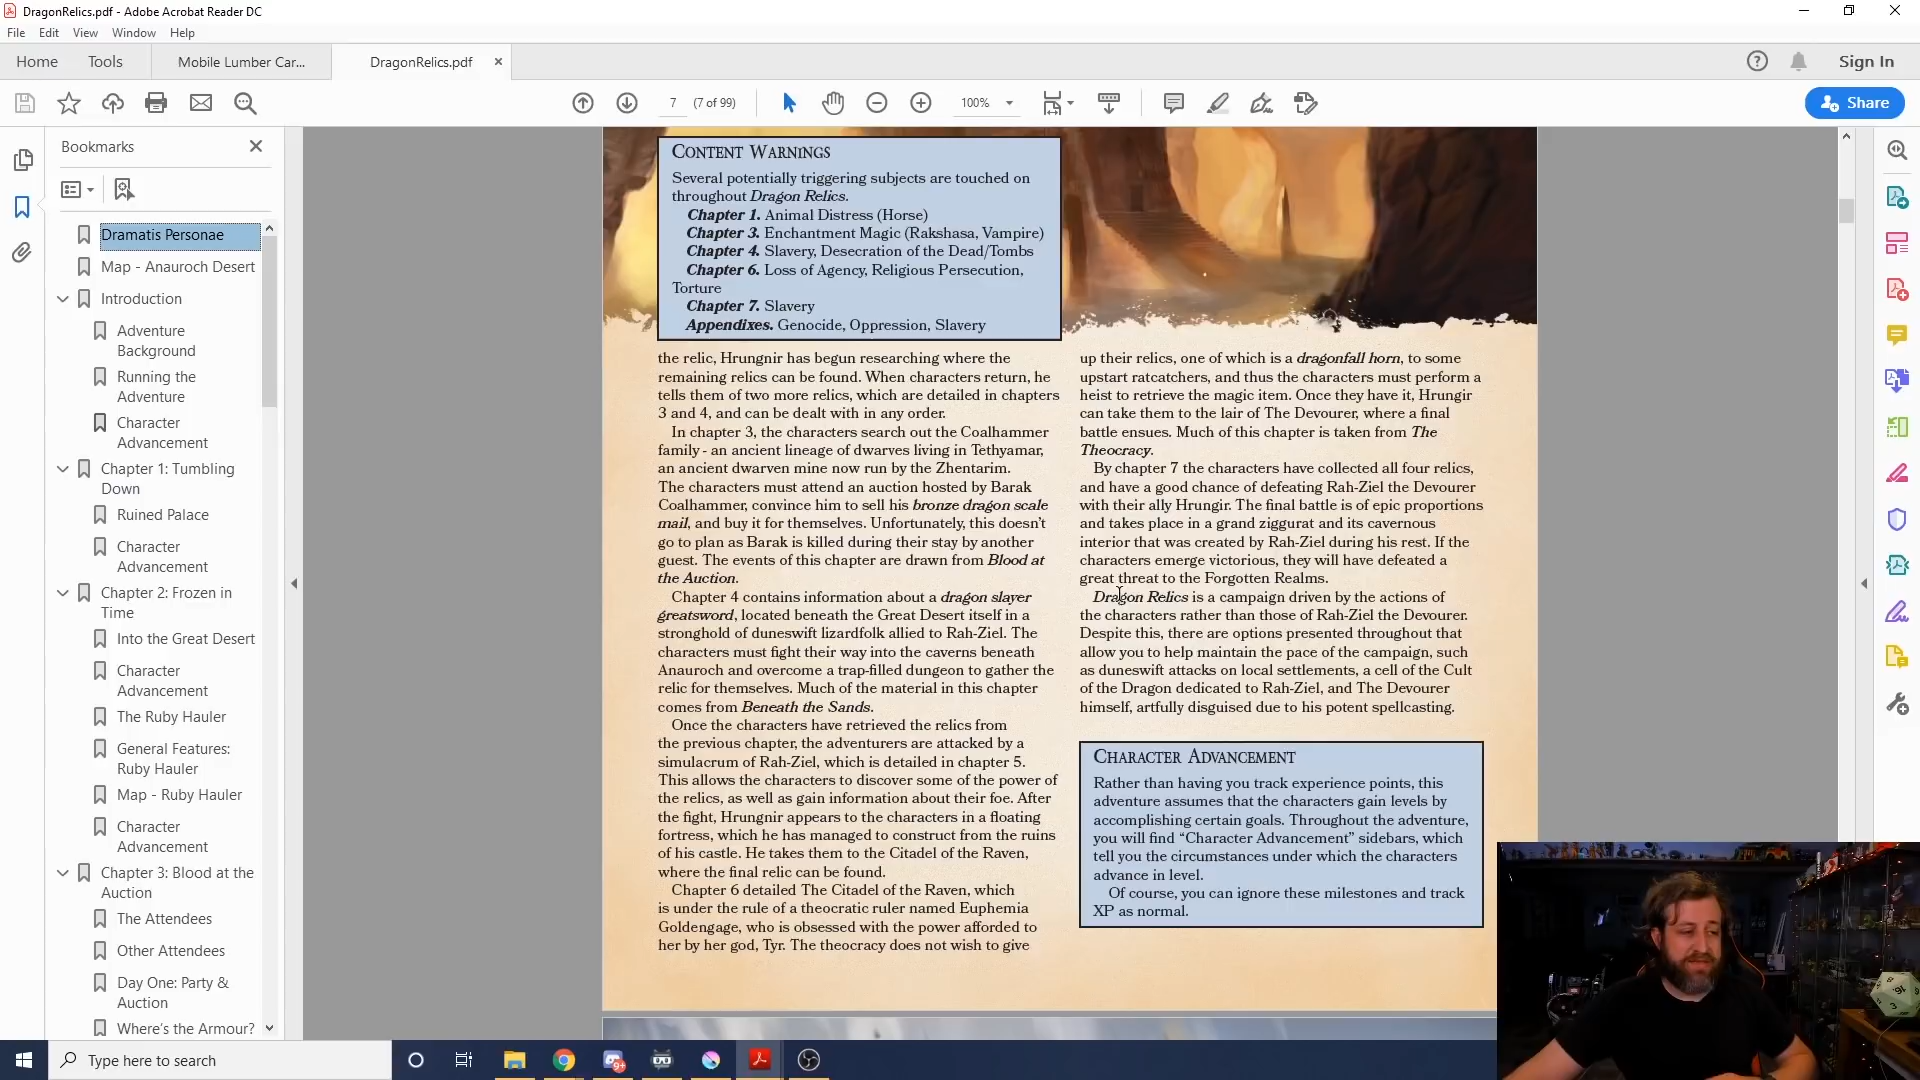 DragonRelics.pdf - Adobe Acrobat Reader DC
File Edit View Window Help
Home Tools Mobile Lumber Car... DragonRelics.pdf × Sign In
7 (7 of 99) 100% Share
Bookmarks
Dramatis Personae
Map - Anauroch Desert
Introduction
Adventure
Background
Running the
Adventure
Character
Advancement
Chapter 1: Tumbling
Down
Ruined Palace
Character
Advancement
Chapter 2: Frozen in
Time
Into the Great Desert
Character
Advancement
The Ruby Hauler
General Features:
Ruby Hauler
Map - Ruby Hauler
Character
Advancement
Chapter 3: Blood at the
Auction
The Attendees
Other Attendees
Day One: Party &
Auction
Where's the Armour?
Content Warnings
Several potentially triggering subjects are touched on
throughout Dragon Relics.
Chapter 1. Animal Distress (Horse)
Chapter 3. Enchantment Magic (Rakshasa, Vampire)
Chapter 4. Slavery, Desecration of the Dead/Tombs
Chapter 6. Loss of Agency, Religious Persecution,
Torture
Chapter 7. Slavery
Appendixes. Genocide, Oppression, Slavery
the relic, Hrungnir has begun researching where the
remaining relics can be found. When characters return, he
tells them of two more relics, which are detailed in chapters
3 and 4, and can be dealt with in any order.
In chapter 3, the characters search out the Coalhammer
family - an ancient lineage of dwarves living in Tethyamar,
an ancient dwarven mine now run by the Zhentarim.
The characters must attend an auction hosted by Barak
Coalhammer, convince him to sell his bronze dragon scale
mail, and buy it for themselves. Unfortunately, this doesn't
go to plan as Barak is killed during their stay by another
guest. The events of this chapter are drawn from Blood at
the Auction.
Chapter 4 contains information about a dragon slayer
greatsword, located beneath the Great Desert itself in a
stronghold of duneswift lizardfolk allied to Rah-Ziel. The
characters must fight their way into the caverns beneath
Anauroch and overcome a trap-filled dungeon to gather the
relic for themselves. Much of the material in this chapter
comes from Beneath the Sands.
Once the characters have retrieved the relics from
the previous chapter, the adventurers are attacked by a
simulacrum of Rah-Ziel, which is detailed in chapter 5.
This allows the characters to discover some of the power of
the relics, as well as gain information about their foe. After
the fight, Hrungnir appears to the characters in a floating
fortress, which he has managed to construct from the ruins
of his castle. He takes them to the Citadel of the Raven,
where the final relic can be found.
Chapter 6 detailed The Citadel of the Raven, which
is under the rule of a theocratic ruler named Euphemia
Goldengage, who is obsessed with the power afforded to
her by her god, Tyr. The theocracy does not wish to give
up their relics, one of which is a dragonfall horn, to some
upstart ratcatchers, and thus the characters must perform a
heist to retrieve the magic item. Once they have it, Hrungir
can take them to the lair of The Devourer, where a final
battle ensues. Much of this chapter is taken from The
Theocracy.
By chapter 7 the characters have collected all four relics,
and have a good chance of defeating Rah-Ziel the Devourer
with their ally Hrungir. The final battle is of epic proportions
and takes place in a grand ziggurat and its cavernous
interior that was created by Rah-Ziel during his rest. If the
characters emerge victorious, they will have defeated a
great threat to the Forgotten Realms.
Dragon Relics is a campaign driven by the actions of
the characters rather than those of Rah-Ziel the Devourer.
Despite this, there are options presented throughout that
allow you to help maintain the pace of the campaign, such
as duneswift attacks on local settlements, a cell of the Cult
of the Dragon dedicated to Rah-Ziel, and The Devourer
himself, artfully disguised due to his potent spellcasting.
Character Advancement
Rather than having you track experience points, this
adventure assumes that the characters gain levels by
accomplishing certain goals. Throughout the adventure,
you will find “Character Advancement” sidebars, which
tell you the circumstances under which the characters
advance in level.
Of course, you can ignore these milestones and track
XP as normal.
Type here to search